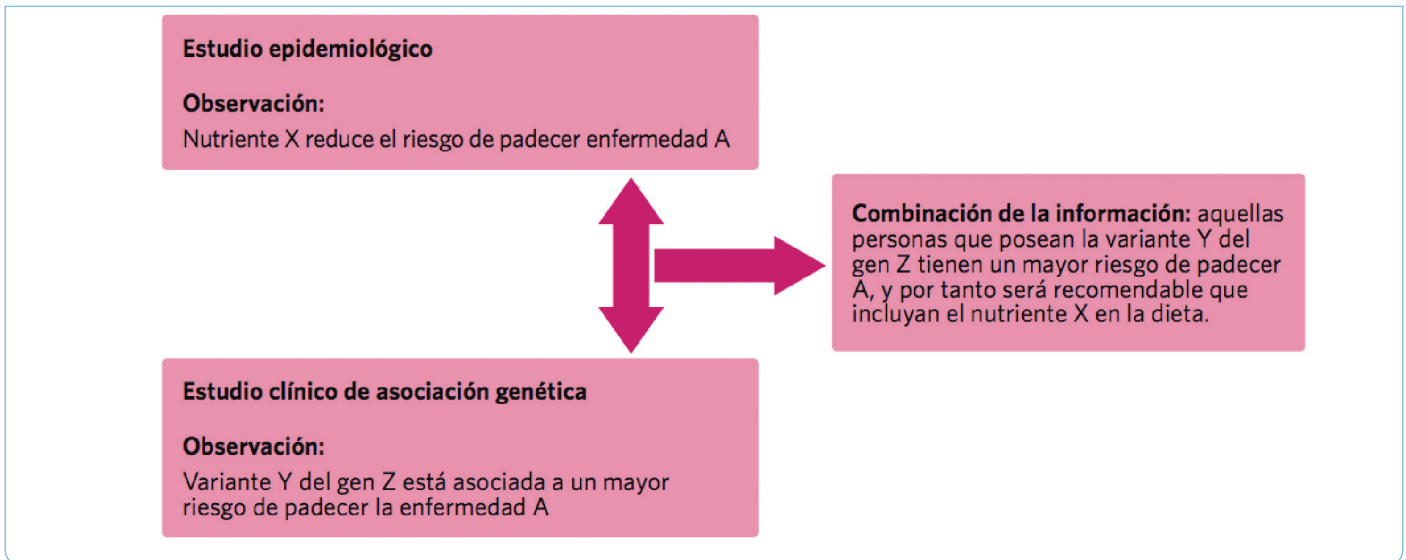 Estudio epidemiológico
Observación:
Nutriente X reduce el riesgo de padecer enfermedad A
Combinación de la información: aquellas
personas que posean la variante Y del
gen Z tienen un mayor riesgo de padecer
A, y por tanto será recomendable que
incluyan el nutriente X en la dieta.
Estudio clínico de asociación genética
Observación:
Variante Y del gen Z está asociada a un mayor
riesgo de padecer la enfermedad A